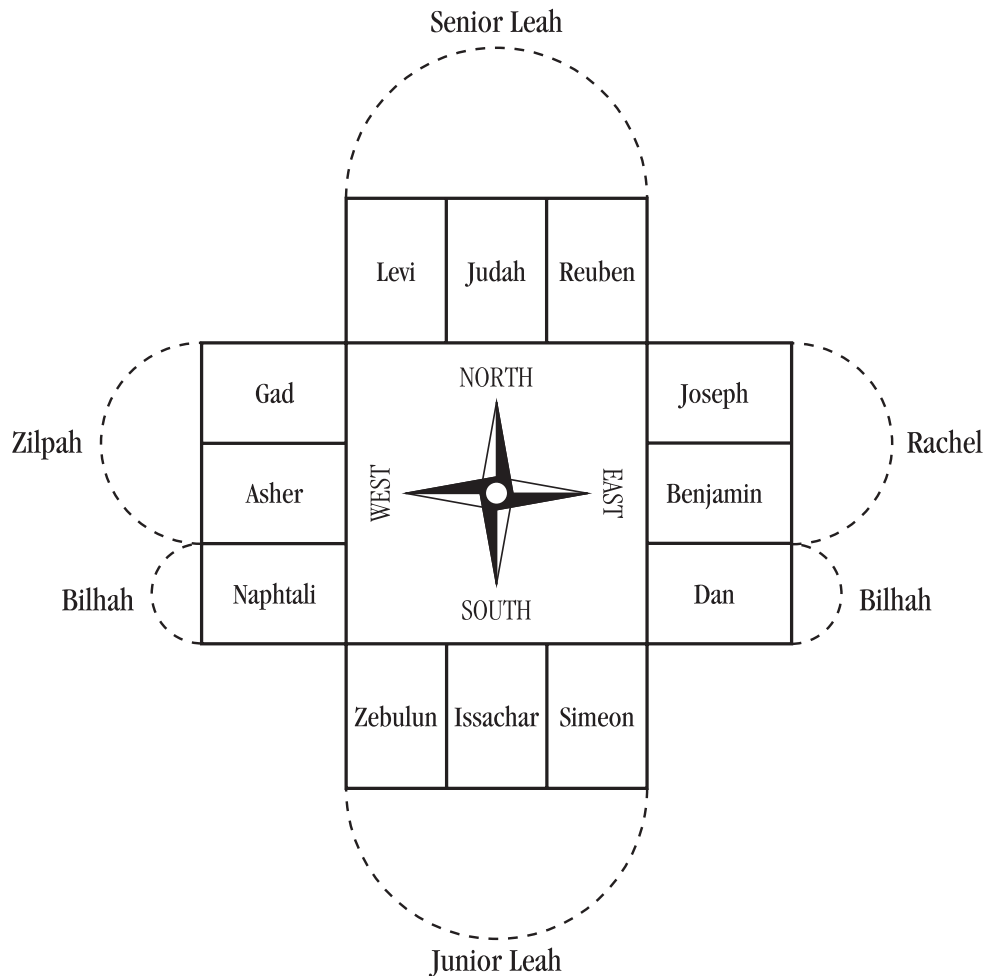 Senior Leah
Levi
Judah
Reuben
Gad
NORTH
Joseph
Zilpah
Rachel
Asher
WEST
EAST
Benjamin
Bilhah
Naphtali
SOUTH
Dan
Bilhah
Zebulun
Issachar
Simeon
Junior Leah